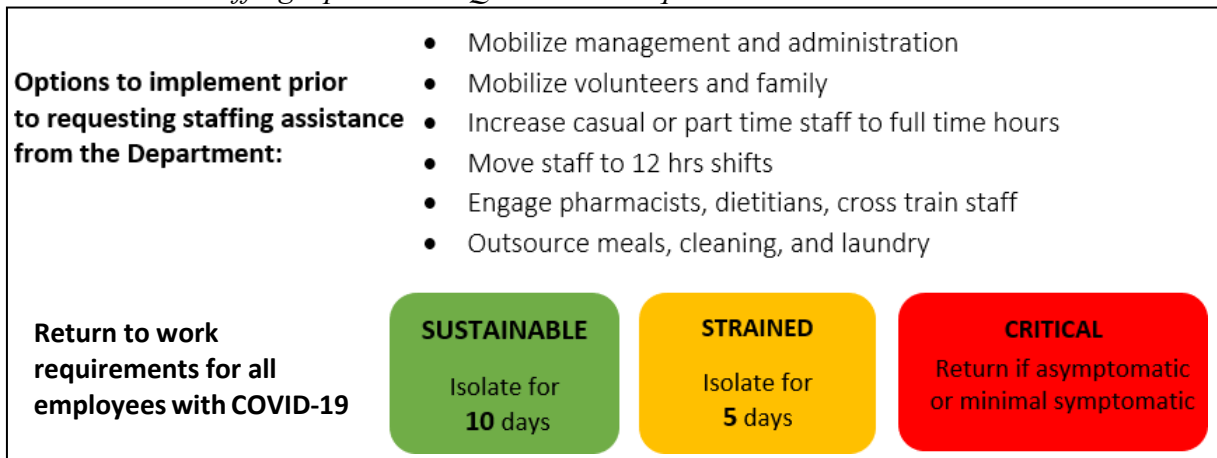 Options to implement prior
to requesting staffing assistance
from the Department:
• Mobilize management and administration
• Mobilize volunteers and family
• Increase casual or part time staff to full time hours
• Move staff to 12 hrs shifts
• Engage pharmacists, dietitians, cross train staff
• Outsource meals, cleaning, and laundry
Return to work
requirements for all
employees with COVID-19
SUSTAINABLE
Isolate for
10 days
STRAINED
Isolate for
5 days
CRITICAL
Return if asymptomatic
or minimal symptomatic